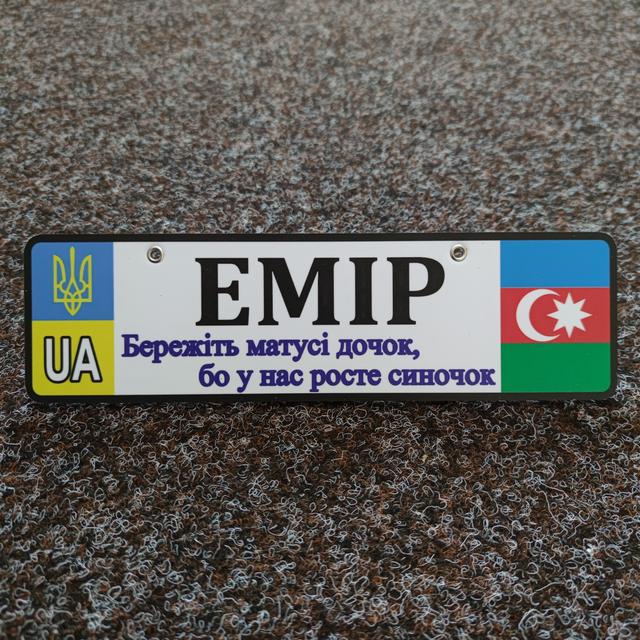 ЕМІР
UA
Бережіть матусі дочок,
бо у нас росте синочок